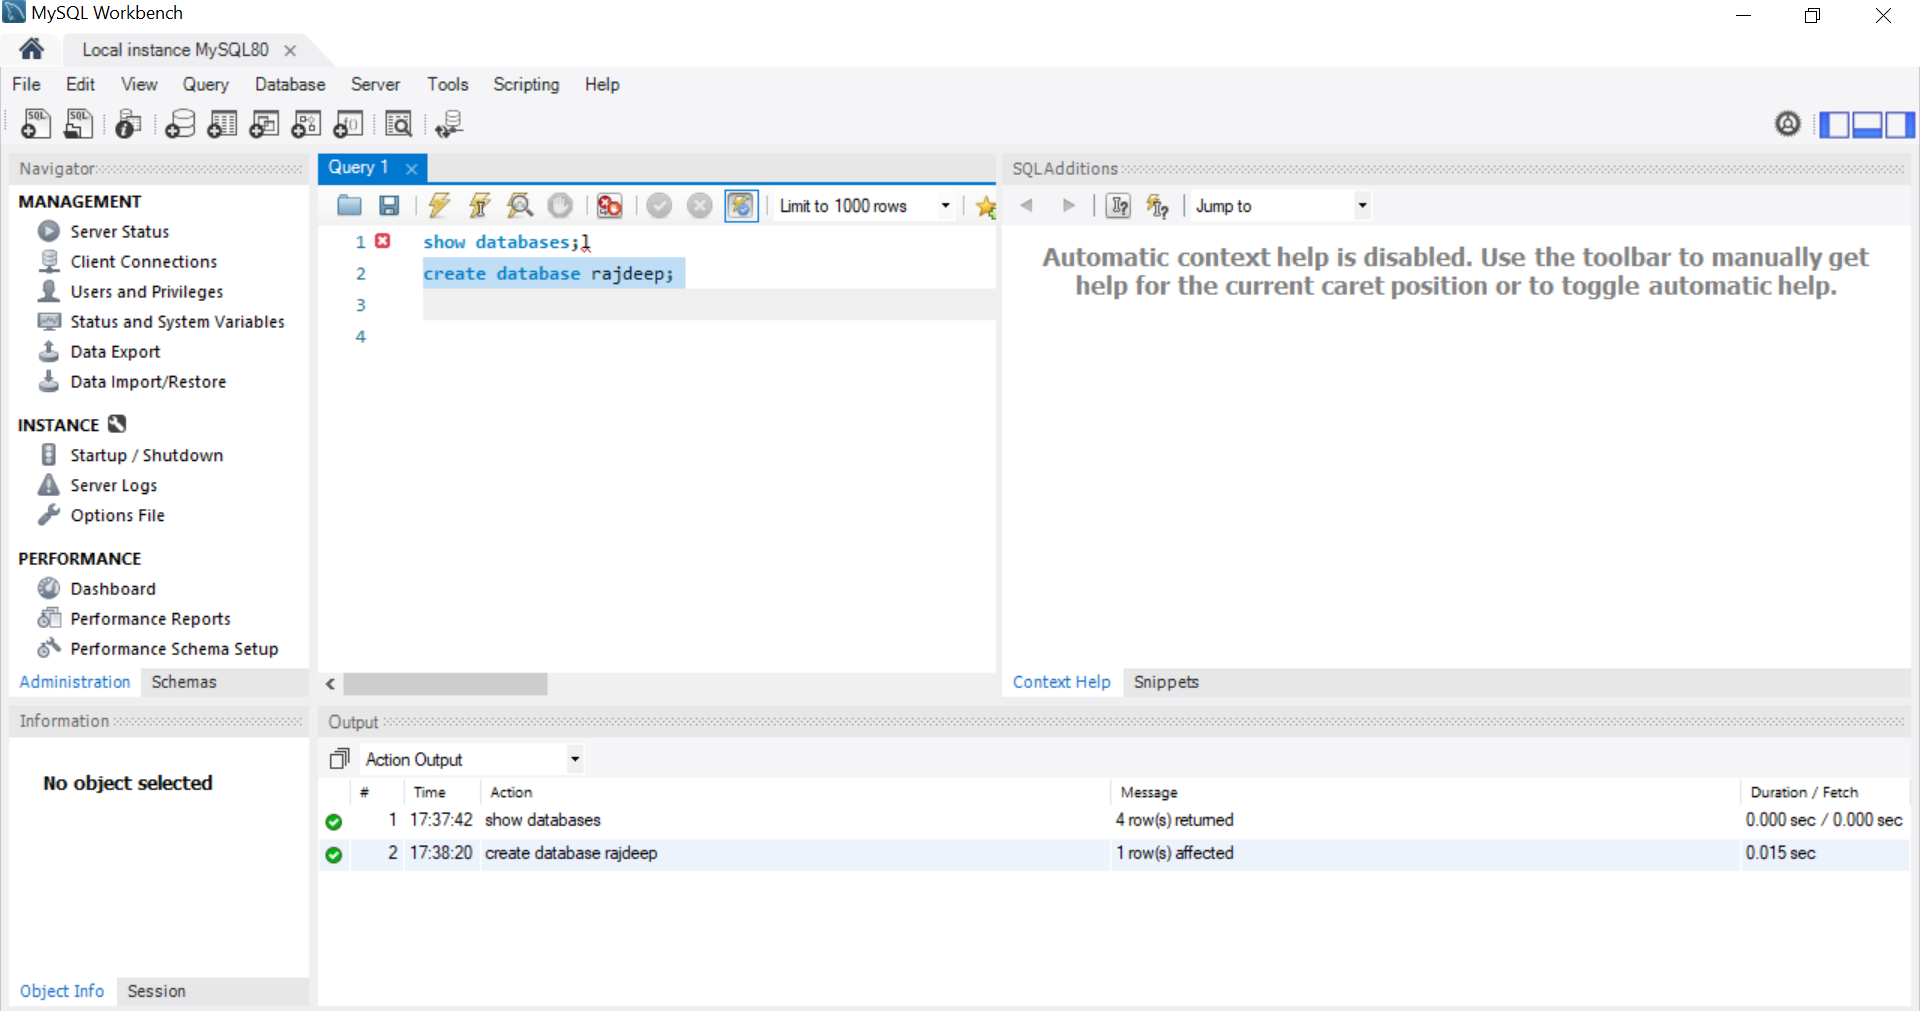 MySQL Workbench
Local instance MySQL80
File Edit View Query Database Server Tools Scripting Help
Navigator
MANAGEMENT
Server Status
Client Connections
Users and Privileges
Status and System Variables
Data Export
Data Import/Restore
INSTANCE
Startup / Shutdown
Server Logs
Options File
PERFORMANCE
Dashboard
Performance Reports
Performance Schema Setup
Administration Schemas
Query 1
Limit to 1000 rows
1 show databases;l
2 create database rajdeep;
3
4
SQLAdditions
Jump to
Automatic context help is disabled. Use the toolbar to manually get
help for the current caret position or to toggle automatic help.
Context Help Snippets
Information
No object selected
Object Info Session
Output
Action Output
# Time Action Message Duration / Fetch
1 17:37:42 show databases 4 row(s) returned 0.000 sec / 0.000 sec
2 17:38:20 create database rajdeep 1 row(s) affected 0.015 sec